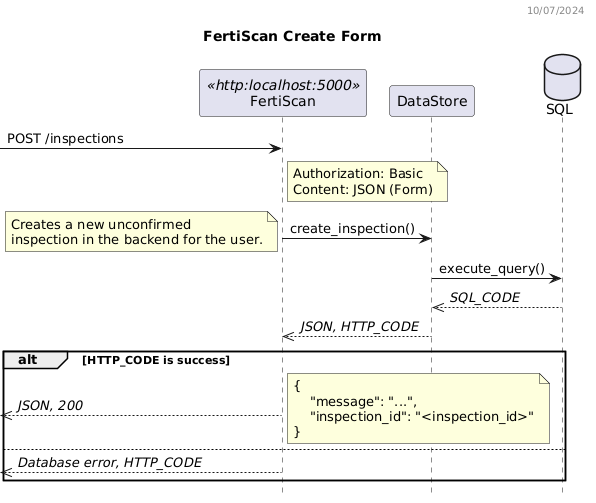 10/07/2024
FertiScan Create Form
«http:localhost:5000»
FertiScan
DataStore
SQL
POST /inspections
Authorization: Basic
Content: JSON (Form)
Creates a new unconfirmed
inspection in the backend for the user.
create_inspection()
execute_query()
SQL_CODE
JSON, HTTP_CODE
alt
[HTTP_CODE is success]
JSON, 200
{
"message": "...",
"inspection_id": "<inspection_id>"
}
Database error, HTTP_CODE